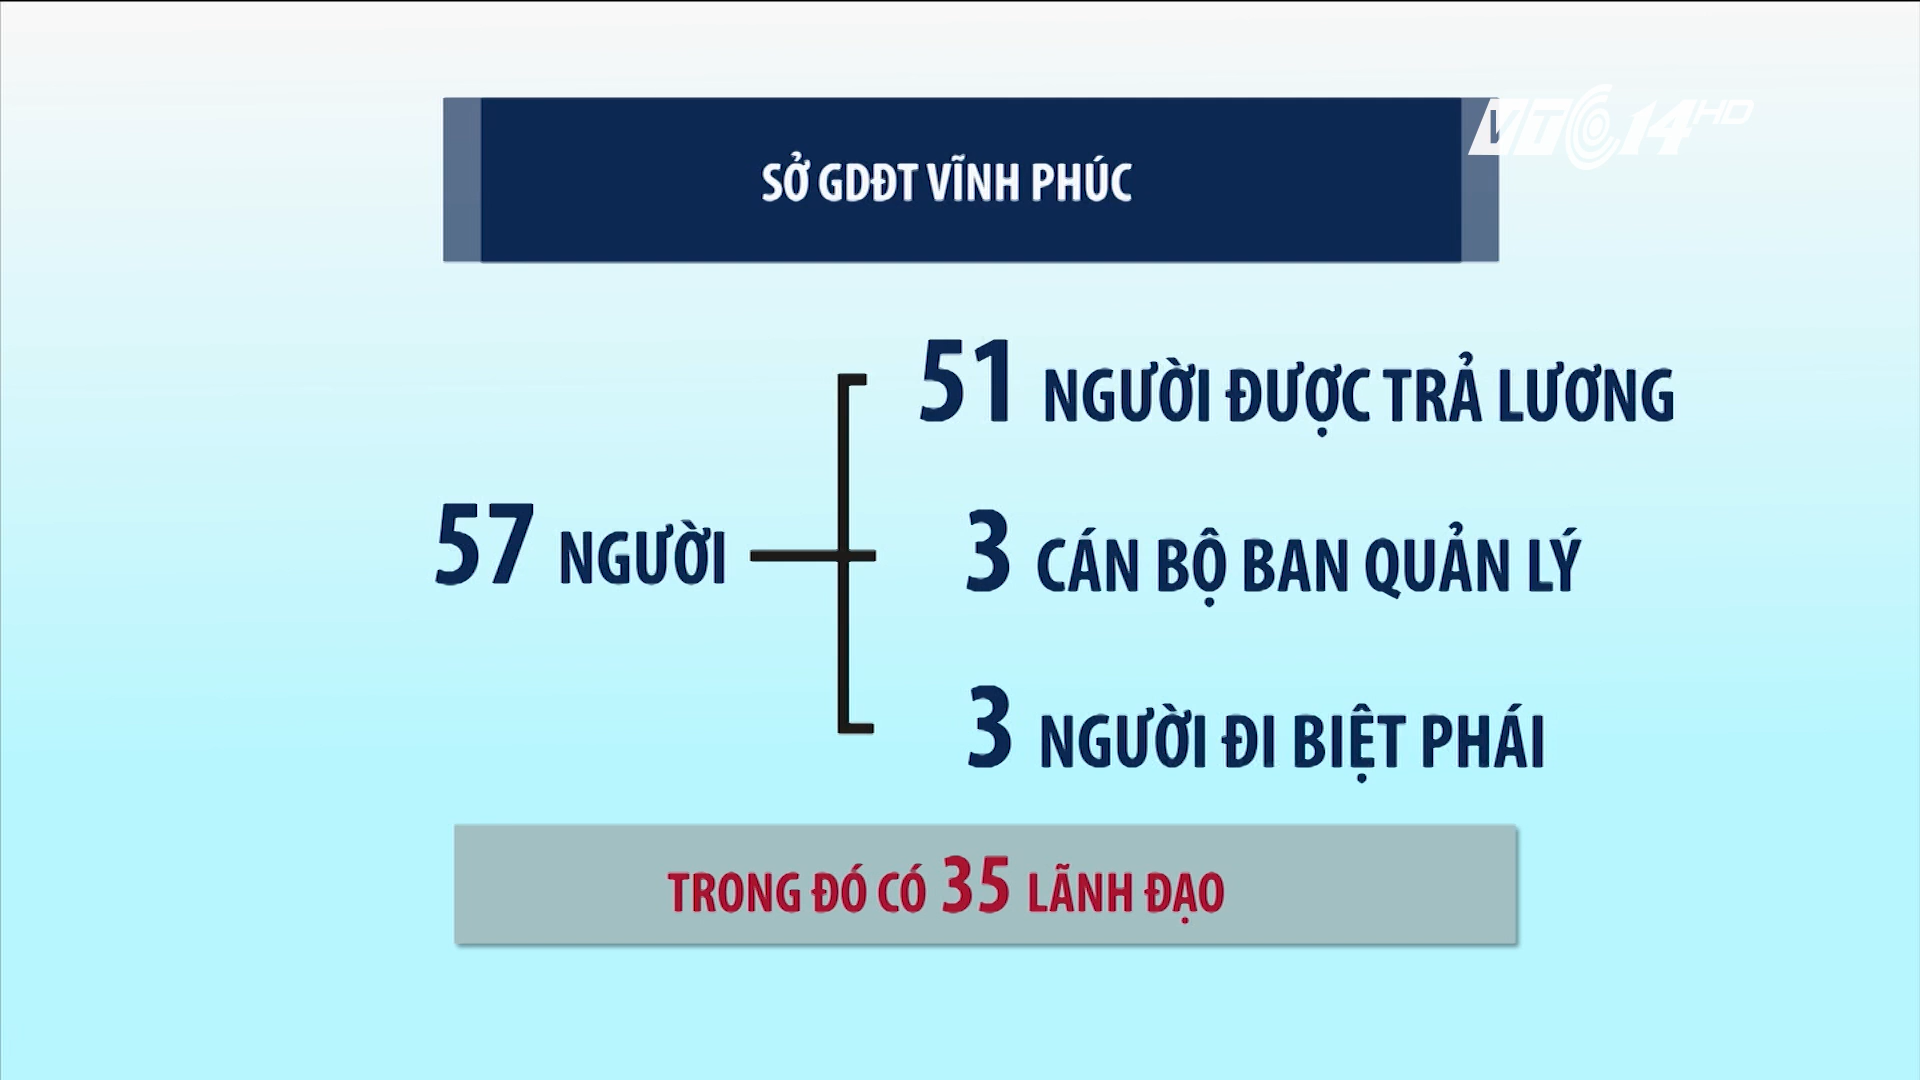 VTC14 HD
SỞ GDĐT VĨNH PHÚC
51 NGƯỜI ĐƯỢC TRẢ LƯƠNG
57 NGƯỜI
3 CÁN BỘ BAN QUẢN LÝ
3 NGƯỜI ĐI BIỆT PHÁI
TRONG ĐÓ CÓ 35 LÃNH ĐẠO